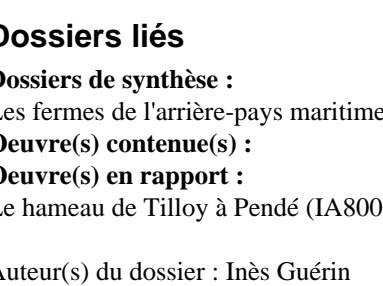 Dossiers liés
Dossiers de synthèse :
Les fermes de l'arrière-pays maritime
Oeuvre(s) contenue(s) :
Oeuvre(s) en rapport :
Le hameau de Tilloy à Pendé (IA800
Auteur(s) du dossier : Inès Guérin